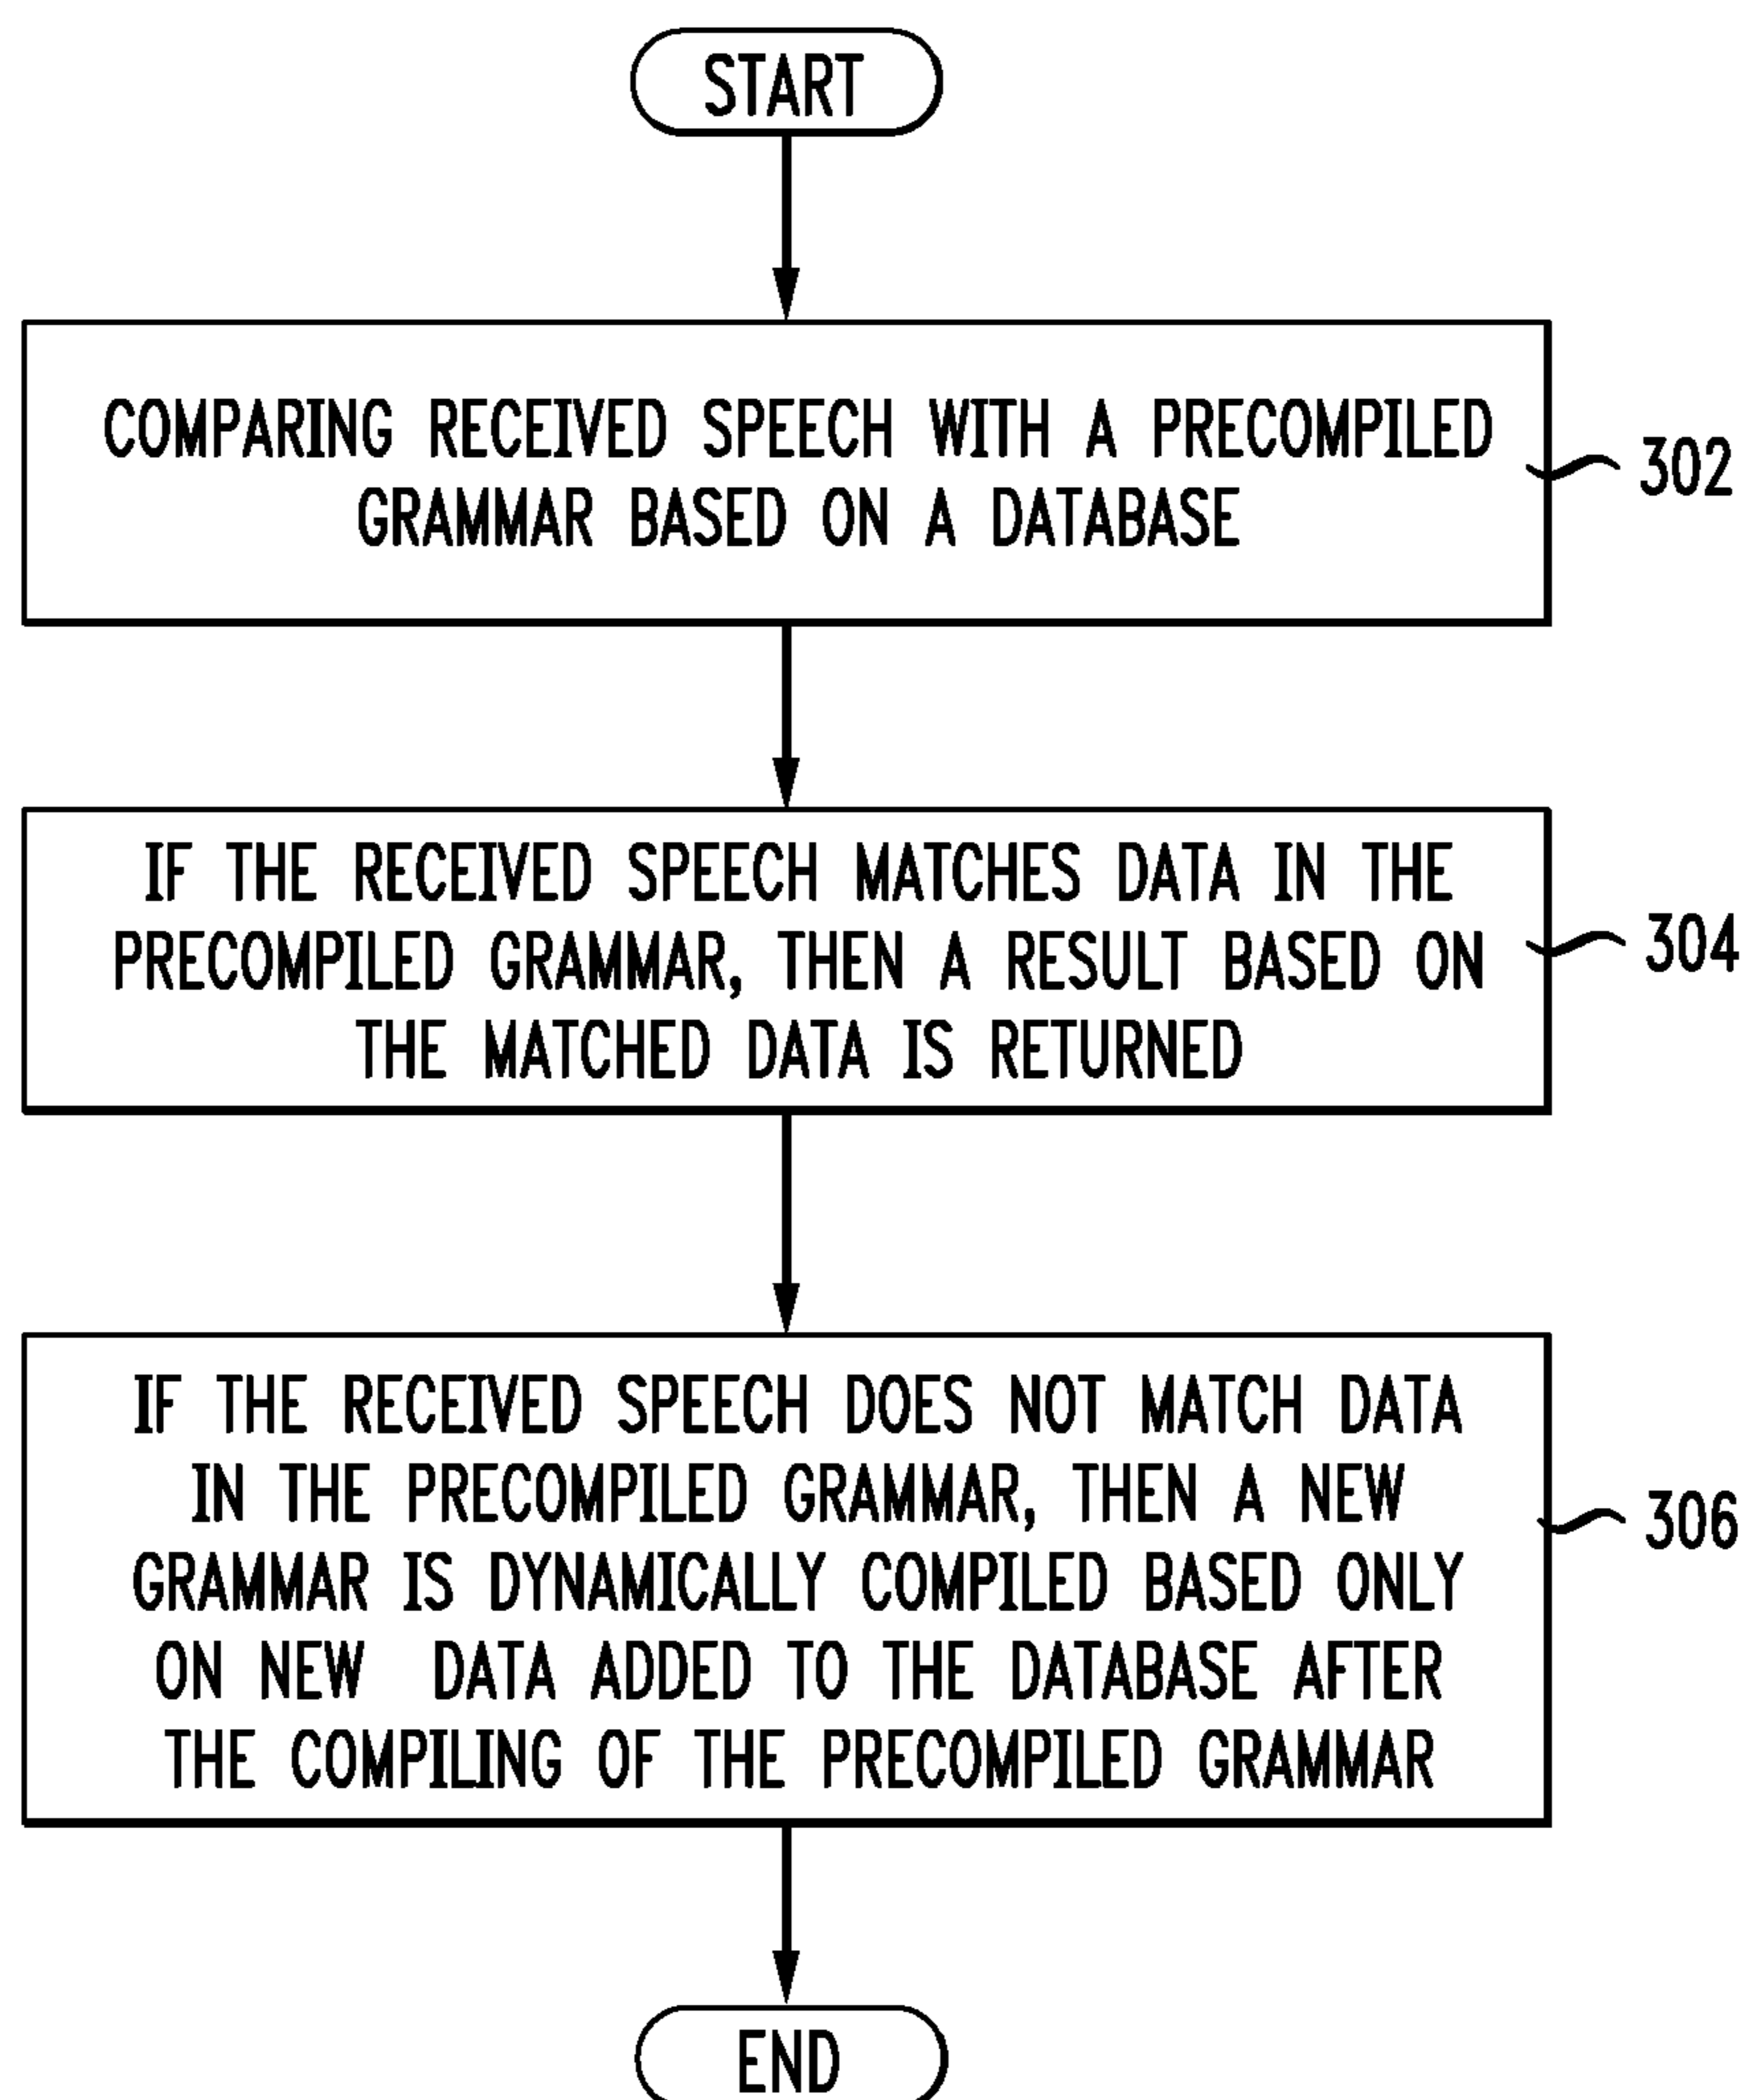 START
COMPARING RECEIVED SPEECH WITH A PRECOMPILED
GRAMMAR BASED ON A DATABASE
302
IF THE RECEIVED SPEECH MATCHES DATA IN THE
PRECOMPILED GRAMMAR, THEN A RESULT BASED ON
THE MATCHED DATA IS RETURNED
304
IF THE RECEIVED SPEECH DOES NOT MATCH DATA
IN THE PRECOMPILED GRAMMAR, THEN A NEW
GRAMMAR IS DYNAMICALLY COMPILED BASED ONLY
ON NEW DATA ADDED TO THE DATABASE AFTER
THE COMPILING OF THE PRECOMPILED GRAMMAR
306
END